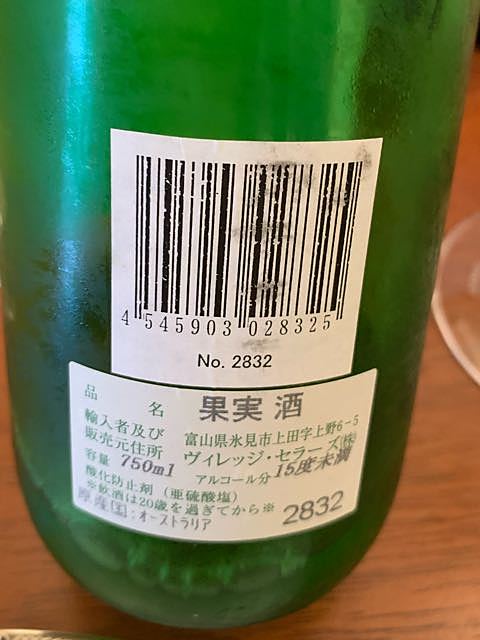 4 545903 028325
No. 2832
品　　名　果実酒
輸入者及び
販売元住所
富山県氷見市上田字上野6-5
ヴィレッジ・セラーズ(株)
容量 750ml アルコール分 15度未満
酸化防止剤（亜硫酸塩）
※飲酒は20歳を過ぎてから※
原産国：オーストラリア
2832